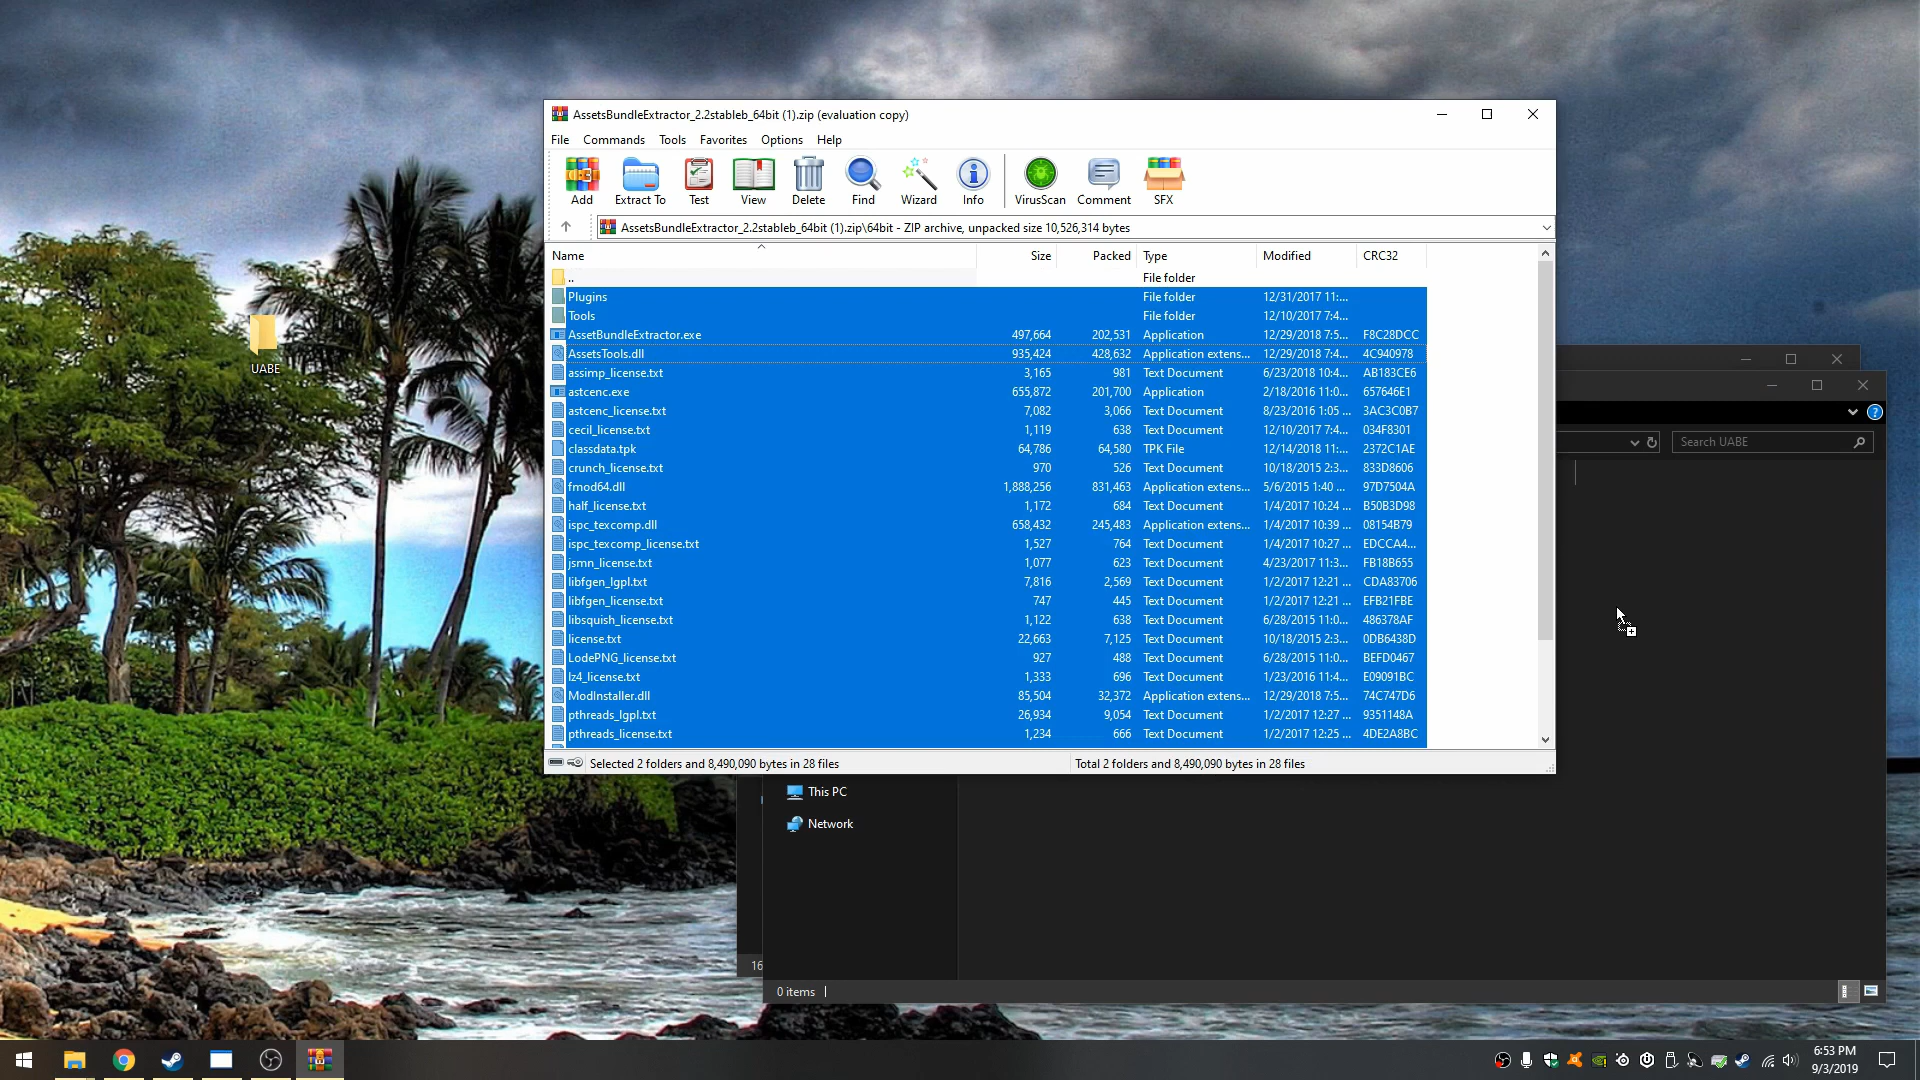 AssetsBundleExtractor_2.2stableb_64bit (1).zip (evaluation copy)
File Commands Tools Favorites Options Help
Add Extract To Test View Delete Find Wizard Info VirusScan Comment SFX
AssetsBundleExtractor_2.2stableb_64bit (1).zip\64bit - ZIP archive, unpacked size 10,526,314 bytes
Name Size Packed Type Modified CRC32
.. File folder
Plugins File folder 12/31/2017 11:...
Tools File folder 12/10/2017 7:4...
AssetBundleExtractor.exe 497,664 202,531 Application 12/29/2018 7:5... F8C28DCC
AssetsTools.dll 935,424 428,632 Application extens... 12/29/2018 7:4... 4C940978
assimp_license.txt 3,165 981 Text Document 6/23/2018 10:4... AB183CE6
astcenc.exe 655,872 201,700 Application 2/18/2016 11:0... 657646E1
astcenc_license.txt 7,082 3,066 Text Document 8/23/2016 1:05 ... 3AC3C0B7
cecil_license.txt 1,119 638 Text Document 12/10/2017 7:4... 034F8301
classdata.tpk 64,786 64,580 TPK File 12/14/2018 11:... 2372C1AE
crunch_license.txt 970 526 Text Document 10/18/2015 2:3... 833D8606
fmod64.dll 1,888,256 831,463 Application extens... 5/6/2015 1:40 ... 97D7504A
half_license.txt 1,172 684 Text Document 1/4/2017 10:24 ... B50B3D98
ispc_texcomp.dll 658,432 245,483 Application extens... 1/4/2017 10:39 ... 08154B79
ispc_texcomp_license.txt 1,527 764 Text Document 1/4/2017 10:27 ... EDCCA4...
jsmn_license.txt 1,077 623 Text Document 4/23/2017 11:3... FB18B655
libfgen_lgpl.txt 7,816 2,569 Text Document 1/2/2017 12:21 ... CDA83706
libfgen_license.txt 747 445 Text Document 1/2/2017 12:21 ... EFB21FBE
libsquish_license.txt 1,122 638 Text Document 6/28/2015 11:0... 486378AF
license.txt 22,663 7,125 Text Document 10/18/2015 2:3... 0DB6438D
LodePNG_license.txt 927 488 Text Document 6/28/2015 11:0... BEFD0467
lz4_license.txt 1,333 696 Text Document 1/23/2016 11:4... E09091BC
ModInstaller.dll 85,504 32,372 Application extens... 12/29/2018 7:5... 74C747D6
pthreads_lgpl.txt 26,934 9,054 Text Document 1/2/2017 12:27 ... 9351148A
pthreads_license.txt 1,234 666 Text Document 1/2/2017 12:25 ... 4DE2A8BC
Selected 2 folders and 8,490,090 bytes in 28 files Total 2 folders and 8,490,090 bytes in 28 files
UABE
Search UABE
This PC
Network
16
0 items
6:53 PM
9/3/2019